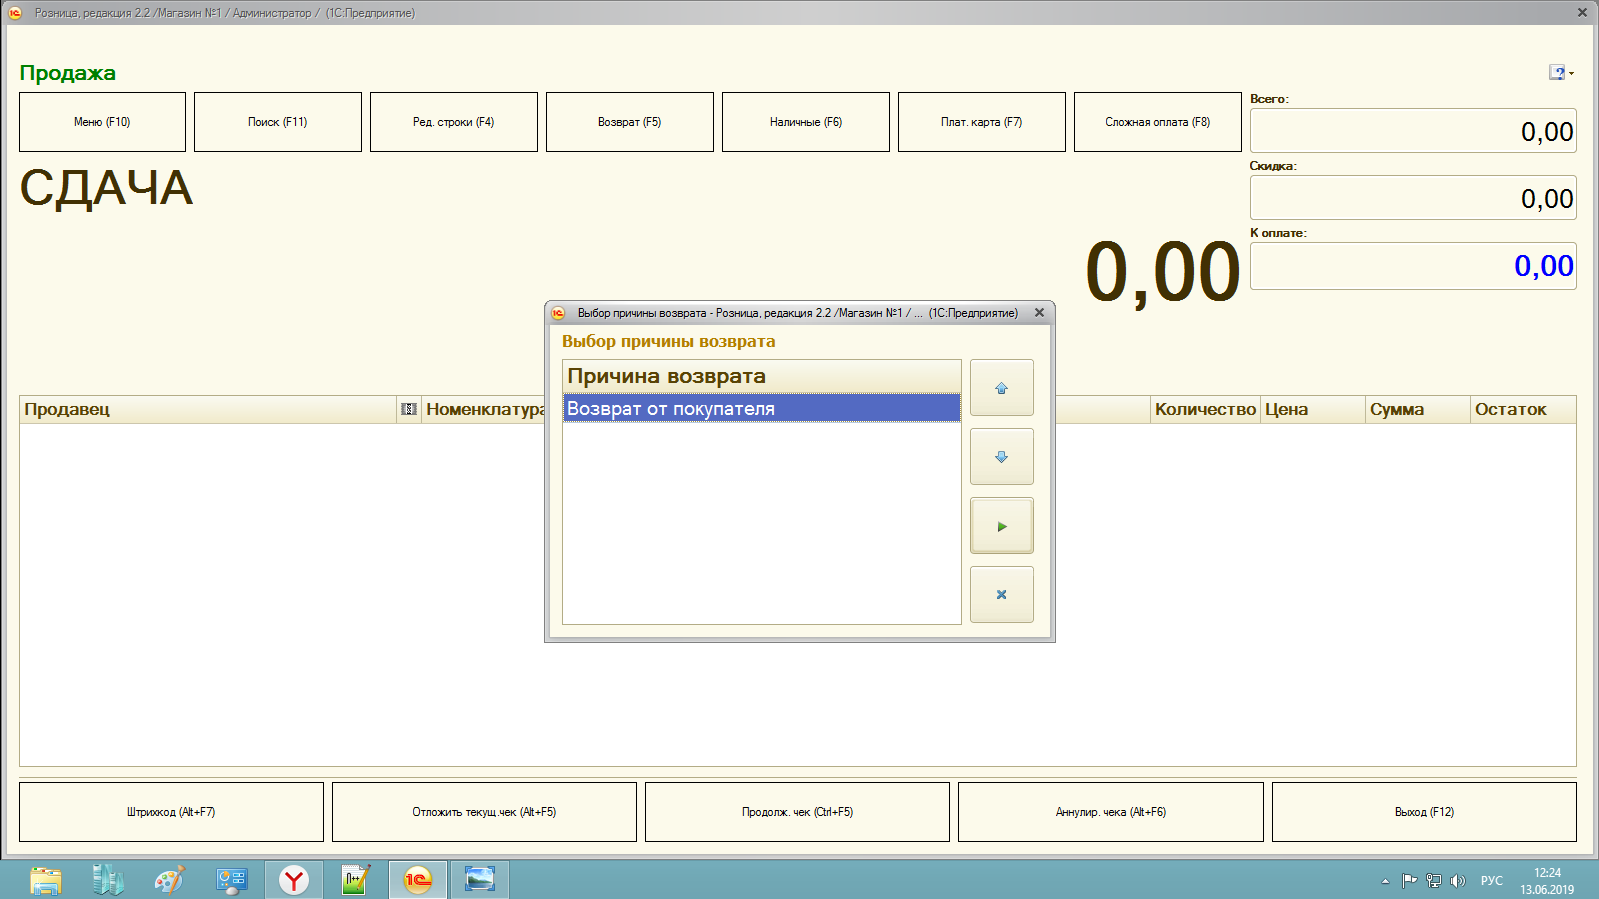 Розница, редакция 2.2 /Магазин №1 / Администратор / (1С:Предприятие)
Продажа
Меню (F10)
Поиск (F11)
Ред. строки (F4)
Возврат (F5)
Наличные (F6)
Плат. карта (F7)
Сложная оплата (F8)
Всего:
0,00
Скидка:
0,00
К оплате:
0,00
СДАЧА
0,00
Выбор причины возврата - Розница, редакция 2.2 /Магазин №1 / ... (1С:Предприятие)
Выбор причины возврата
Причина возврата
Возврат от покупателя
Продавец
Номенклатура
Количество
Цена
Сумма
Остаток
Штрихкод (Alt+F7)
Отложить текущ.чек (Alt+F5)
Продолж. чек (Ctrl+F5)
Аннулир. чека (Alt+F6)
Выход (F12)
РУС
12:24
13.06.2019